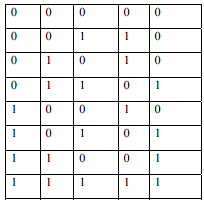 0 0 0 0 0
0 0 1 1 0
0 1 0 1 0
0 1 1 0 1
1 0 0 1 0
1 0 1 0 1
1 1 0 0 1
1 1 1 1 1